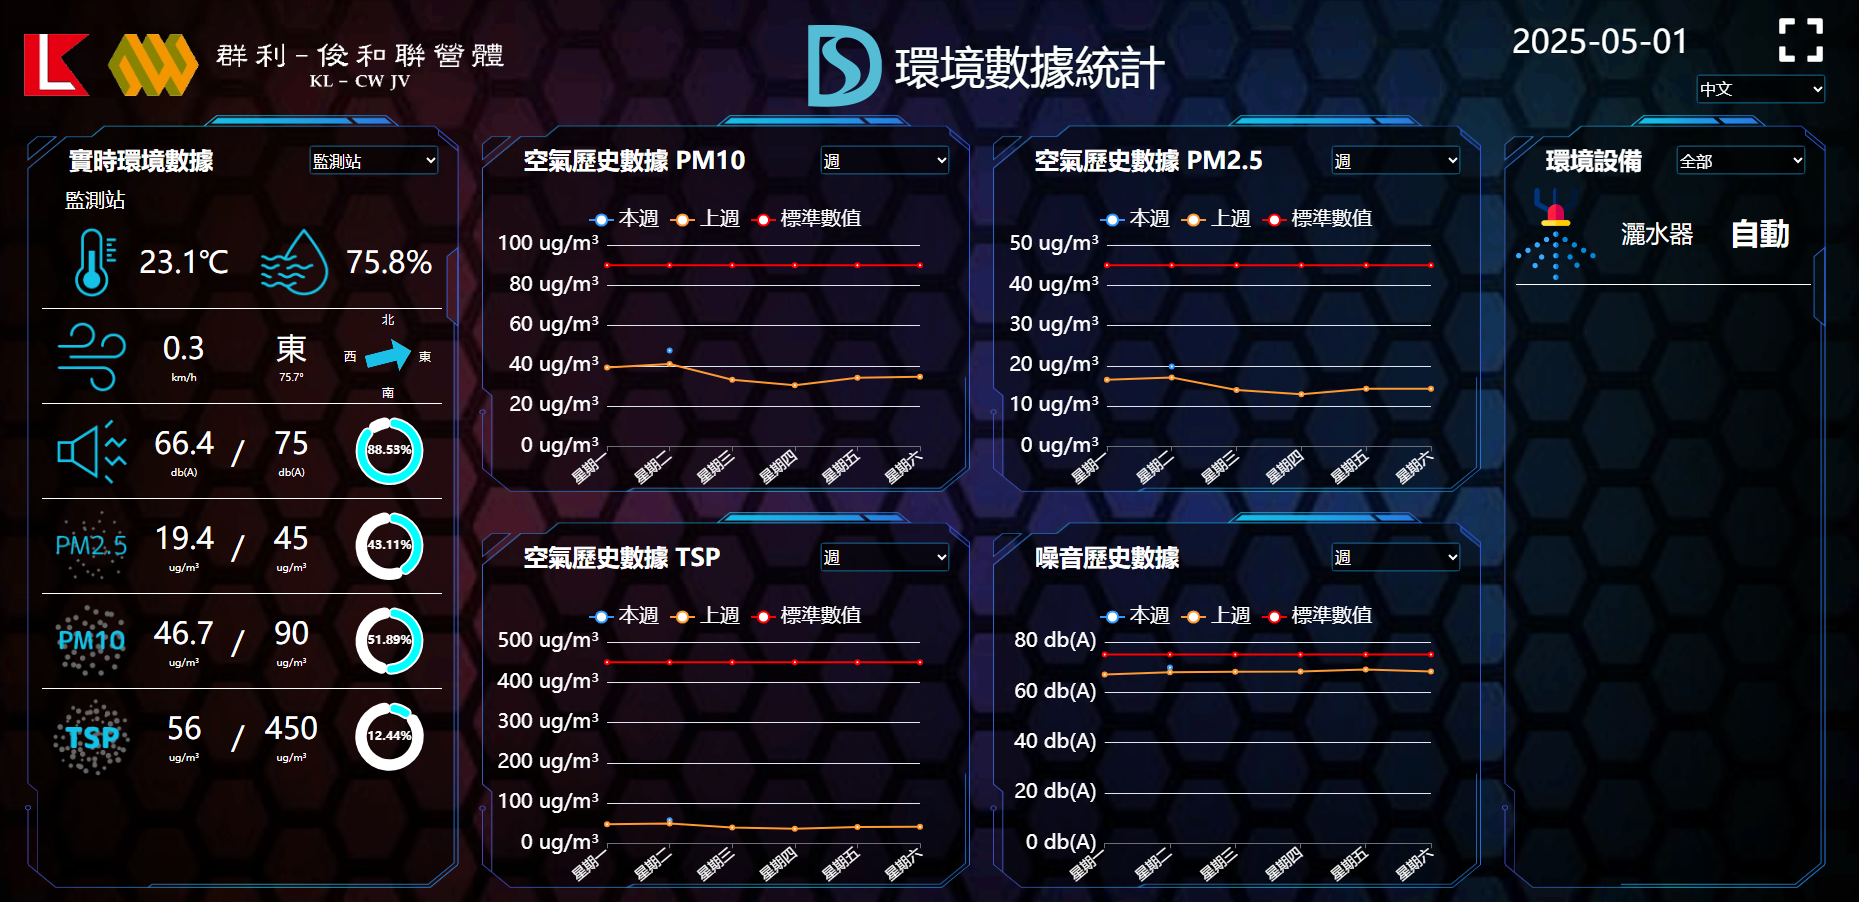 群利－俊和聯營體
KL – CW JV
環境數據統計
2025-05-01
中文
實時環境數據
監測站
監測站
23.1℃
75.8%
0.3
km/h
東
75.7°
北
西
東
南
66.4
db(A)
/
75
db(A)
88.53%
PM2.5
19.4
ug/m³
/
45
ug/m³
43.11%
PM10
46.7
ug/m³
/
90
ug/m³
51.89%
TSP
56
ug/m³
/
450
ug/m³
12.44%
空氣歷史數據 PM10
週
本週 上週 標準數值
100 ug/m³
80 ug/m³
60 ug/m³
40 ug/m³
20 ug/m³
0 ug/m³
星期一 星期二 星期三 星期四 星期五 星期六
空氣歷史數據 PM2.5
週
本週 上週 標準數值
50 ug/m³
40 ug/m³
30 ug/m³
20 ug/m³
10 ug/m³
0 ug/m³
星期一 星期二 星期三 星期四 星期五 星期六
空氣歷史數據 TSP
週
本週 上週 標準數值
500 ug/m³
400 ug/m³
300 ug/m³
200 ug/m³
100 ug/m³
0 ug/m³
星期一 星期二 星期三 星期四 星期五 星期六
噪音歷史數據
週
本週 上週 標準數值
80 db(A)
60 db(A)
40 db(A)
20 db(A)
0 db(A)
星期一 星期二 星期三 星期四 星期五 星期六
環境設備
全部
灑水器
自動